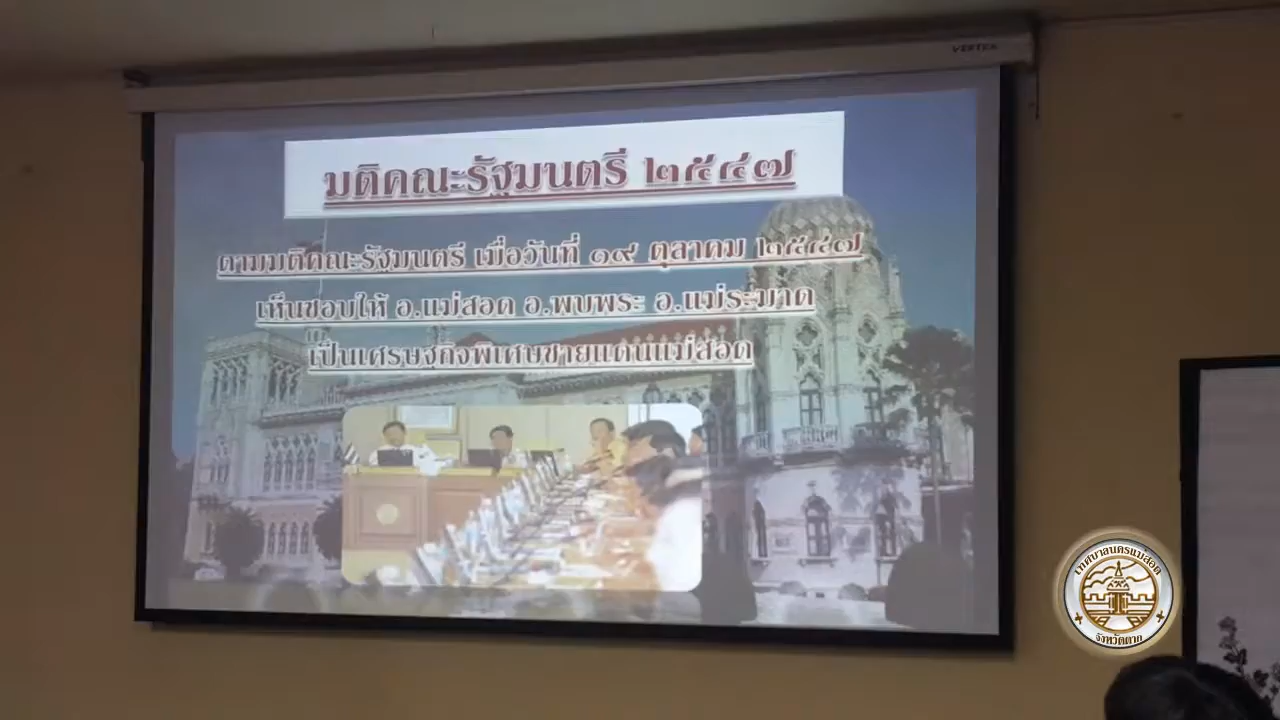 VERTEX
มติคณะรัฐมนตรี ๒๕๔๗
ตามมติคณะรัฐมนตรี เมื่อวันที่ ๑๙ ตุลาคม ๒๕๔๗
เห็นชอบให้ อ.แม่สอด อ.พบพระ อ.แม่ระมาด
เป็นเศรษฐกิจพิเศษชายแดนแม่สอด
เทศบาลนครแม่สอด
จังหวัดตาก